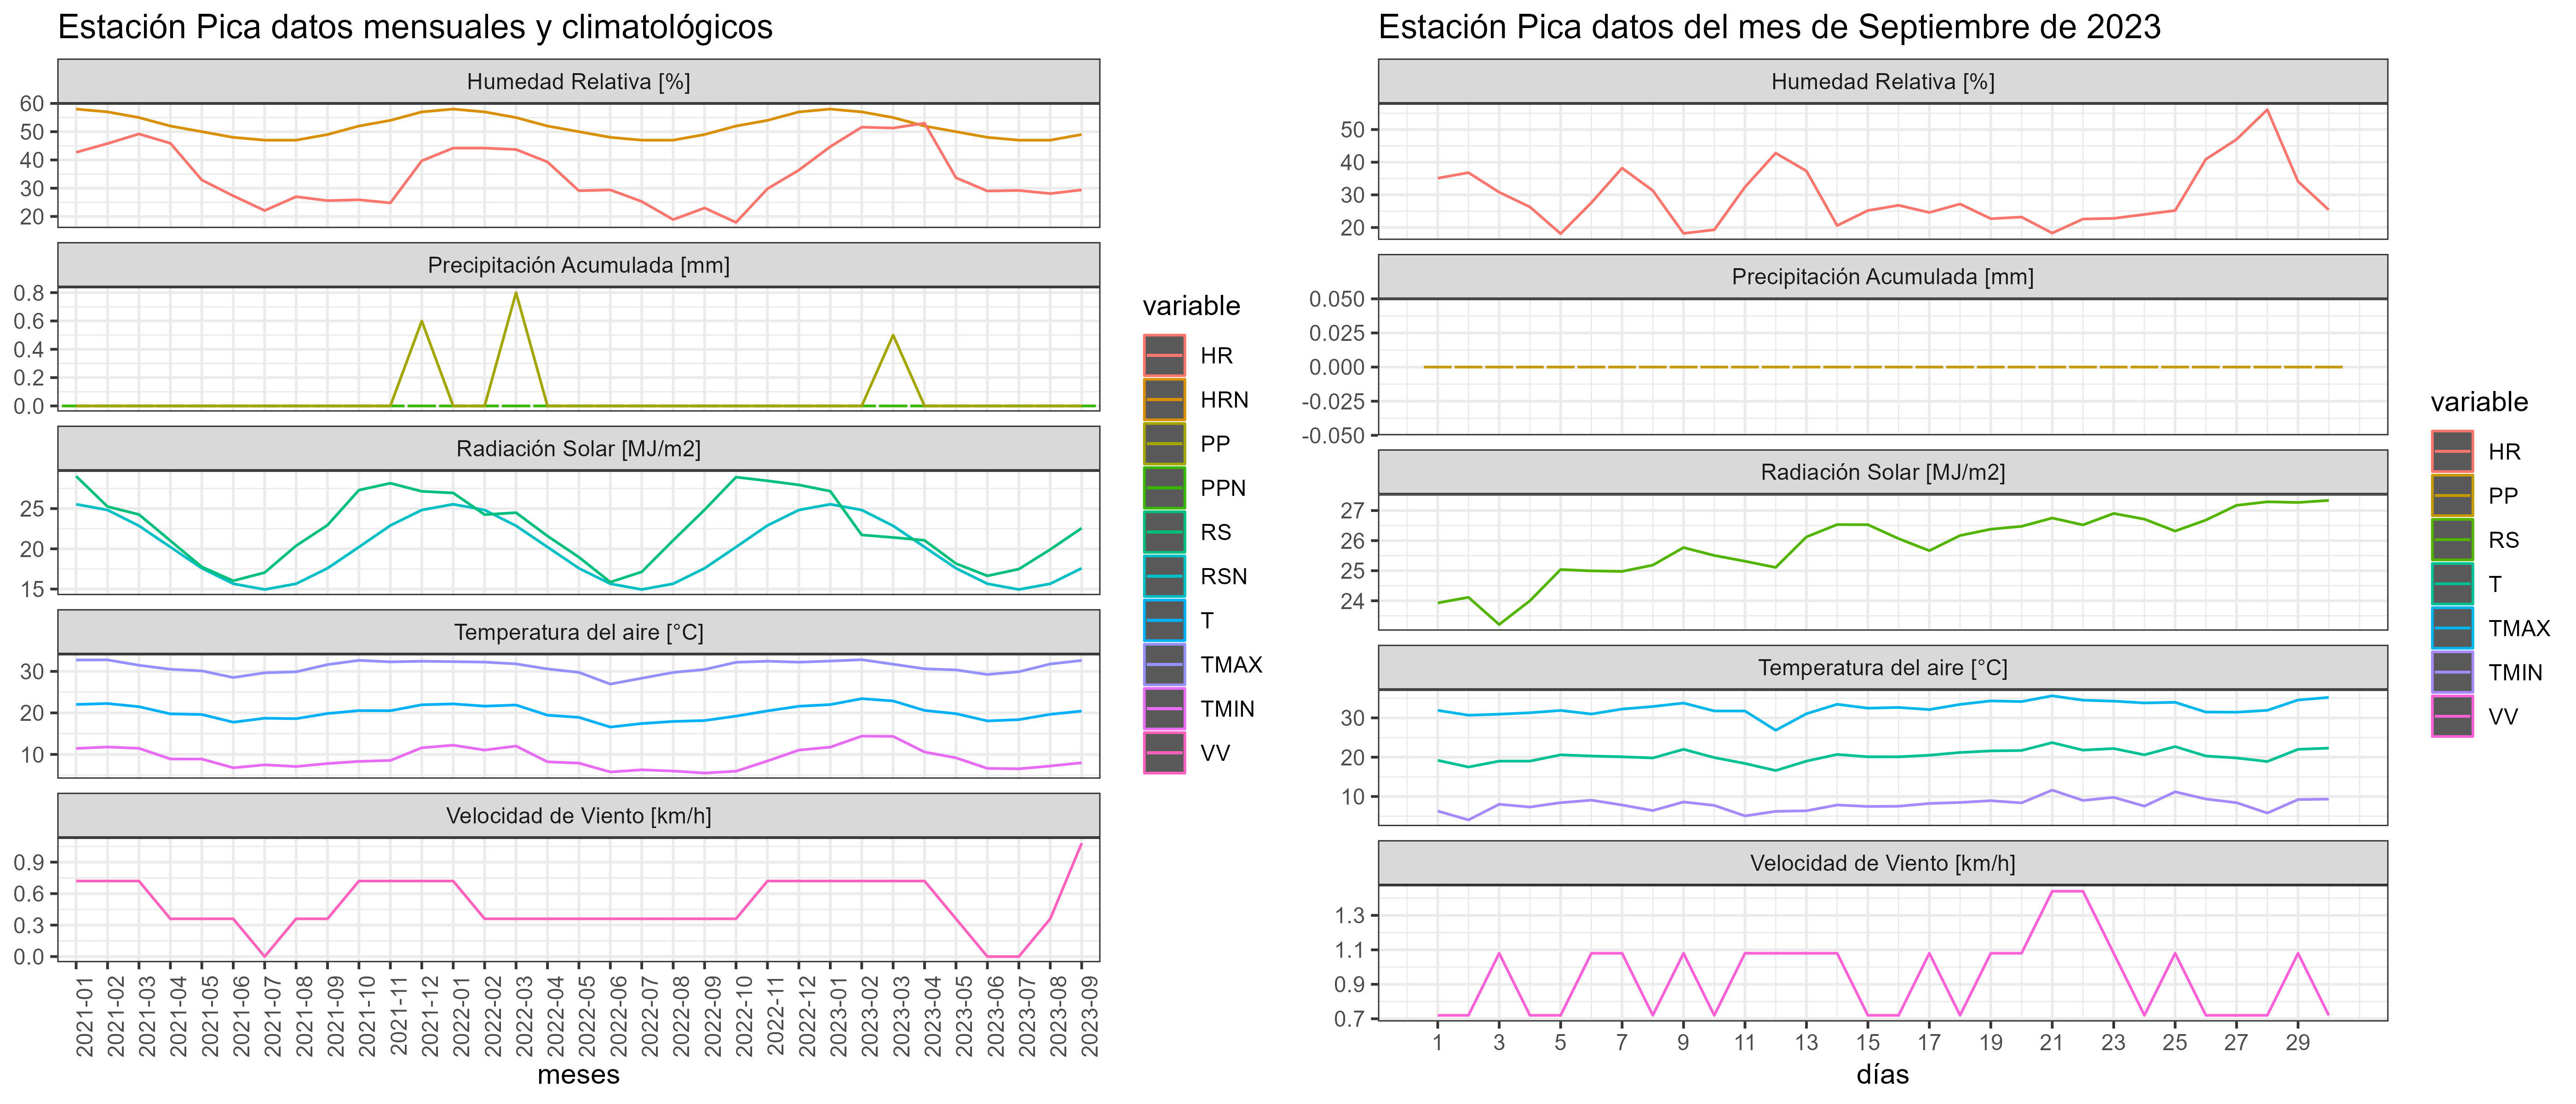 Estación Pica datos mensuales y climatológicos
Humedad Relativa [%]
60
50
40
30
20
Precipitación Acumulada [mm]
0.8
0.6
0.4
0.2
0.0
Radiación Solar [MJ/m2]
25
20
15
Temperatura del aire [°C]
30
20
10
Velocidad de Viento [km/h]
0.9
0.6
0.3
0.0
2021-01
2021-02
2021-03
2021-04
2021-05
2021-06
2021-07
2021-08
2021-09
2021-10
2021-11
2021-12
2022-01
2022-02
2022-03
2022-04
2022-05
2022-06
2022-07
2022-08
2022-09
2022-10
2022-11
2022-12
2023-01
2023-02
2023-03
2023-04
2023-05
2023-06
2023-07
2023-08
2023-09
meses
variable
HR
HRN
PP
PPN
RS
RSN
T
TMAX
TMIN
VV
Estación Pica datos del mes de Septiembre de 2023
Humedad Relativa [%]
50
40
30
20
Precipitación Acumulada [mm]
0.050
0.025
0.000
-0.025
-0.050
Radiación Solar [MJ/m2]
27
26
25
24
Temperatura del aire [°C]
30
20
10
Velocidad de Viento [km/h]
1.3
1.1
0.9
0.7
1 3 5 7 9 11 13 15 17 19 21 23 25 27 29
días
variable
HR
PP
RS
T
TMAX
TMIN
VV